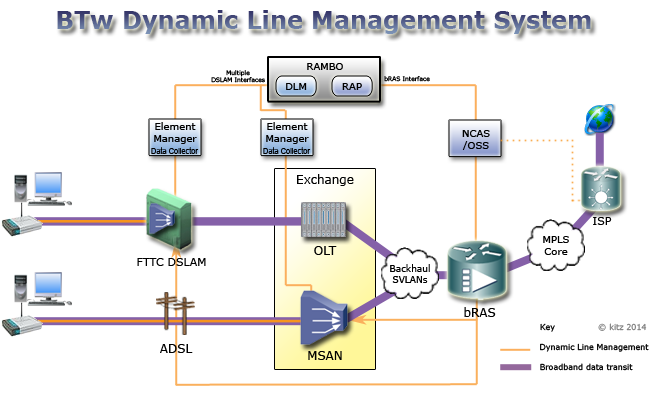 BTw Dynamic Line Management System
RAMBO
Multiple
DSLAM Interfaces
DLM
RAP
bRAS Interface
Element
Manager
Data Collector
Element
Manager
Data Collector
NCAS
/OSS
Exchange
FTTC DSLAM
OLT
Backhaul
SVLANs
bRAS
MPLS
Core
ISP
ADSL
MSAN
Key
© kitz 2014
Dynamic Line Management
Broadband data transit